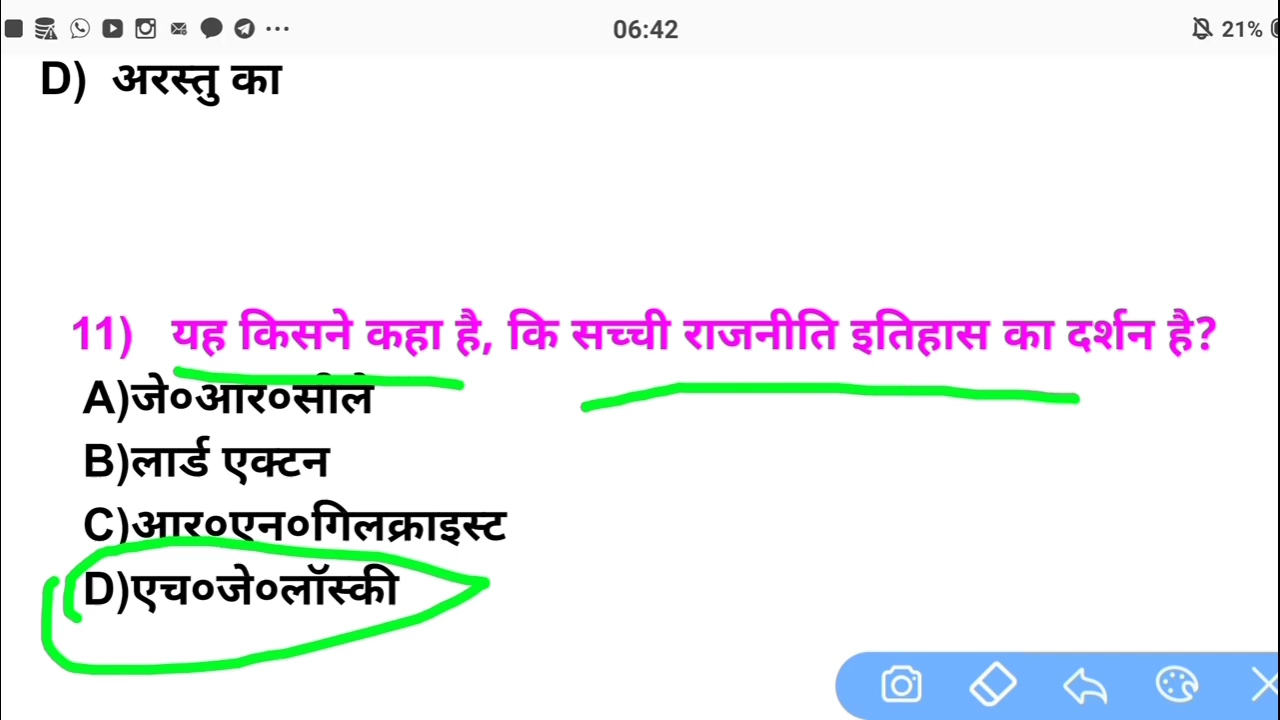 06:42
21%
D) अरस्तु का
11) यह किसने कहा है, कि सच्ची राजनीति इतिहास का दर्शन है?
A)जे०आर०सीले
B)लार्ड एक्टन
C)आर०एन०गिलक्राइस्ट
D)एच०जे०लॉस्की